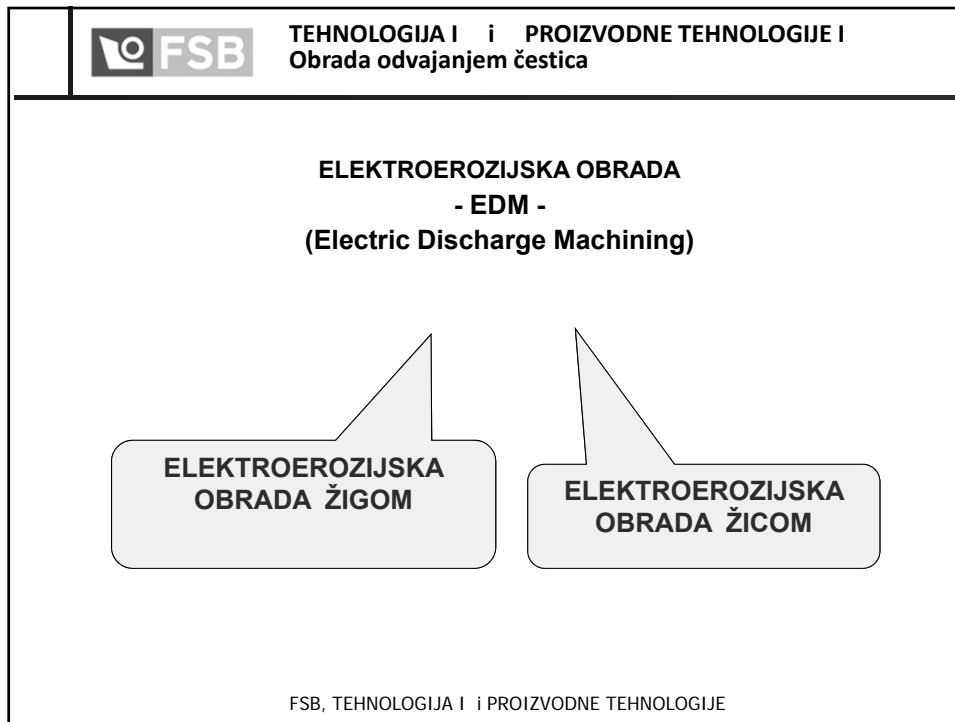 FSB
TEHNOLOGIJA I i PROIZVODNE TEHNOLOGIJE I
Obrada odvajanjem čestica
ELEKTROEROZIJSKA OBRADA
- EDM -
(Electric Discharge Machining)
ELEKTROEROZIJSKA
OBRADA ŽIGOM
ELEKTROEROZIJSKA
OBRADA ŽICOM
FSB, TEHNOLOGIJA I i PROIZVODNE TEHNOLOGIJE